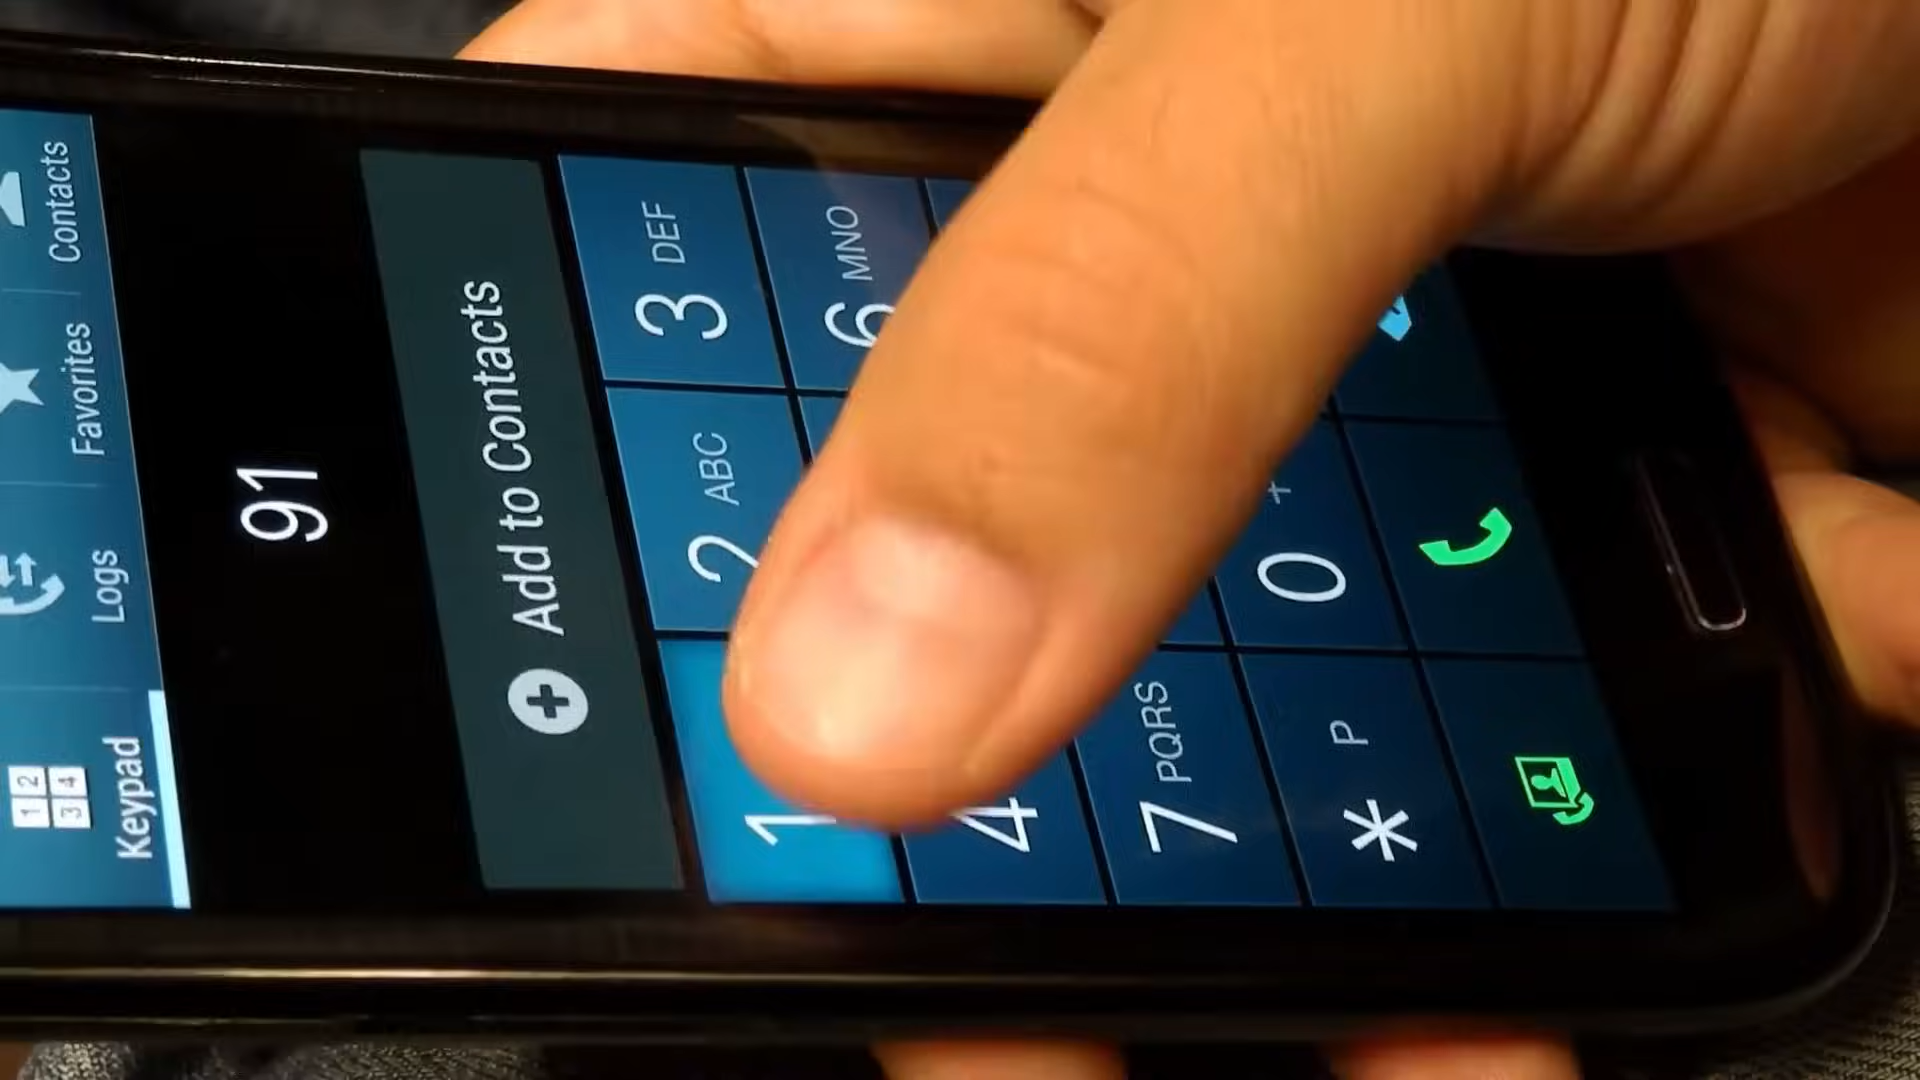 Keypad
Logs
Favorites
Contacts
91
Add to Contacts
1
2 ABC
3 DEF
4
6 MNO
7 PQRS
* P
0 +